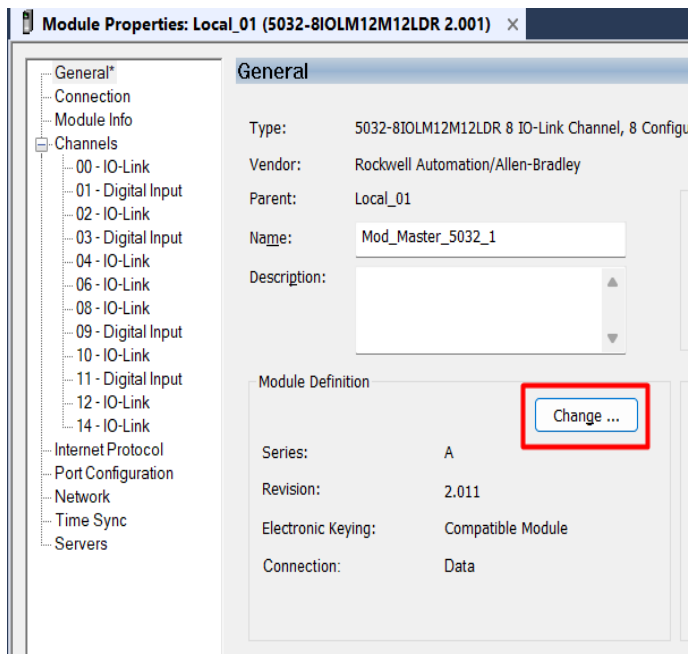 Module Properties: Local_01 (5032-8IOLM12M12LDR 2.001) ×
General*
Connection
Module Info
Channels
00 - IO-Link
01 - Digital Input
02 - IO-Link
03 - Digital Input
04 - IO-Link
06 - IO-Link
08 - IO-Link
09 - Digital Input
10 - IO-Link
11 - Digital Input
12 - IO-Link
14 - IO-Link
Internet Protocol
Port Configuration
Network
Time Sync
Servers
General
Type: 5032-8IOLM12M12LDR 8 IO-Link Channel, 8 Configu
Vendor: Rockwell Automation/Allen-Bradley
Parent: Local_01
Name: Mod_Master_5032_1
Description:
Module Definition
Change ...
Series: A
Revision: 2.011
Electronic Keying: Compatible Module
Connection: Data